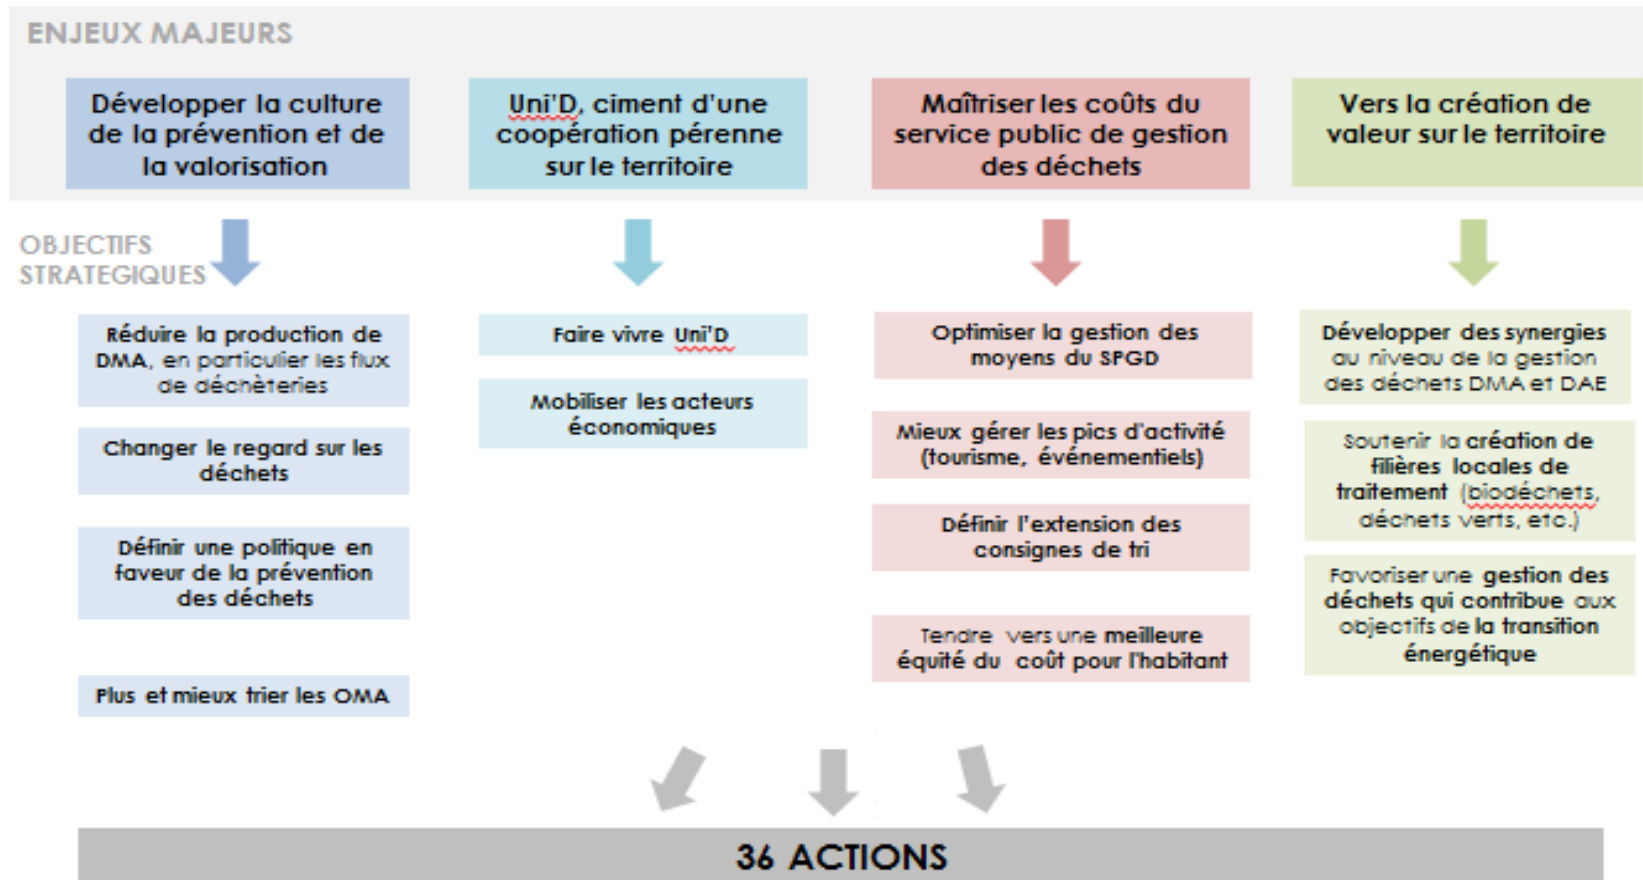 ENJEUX MAJEURS
Développer la culture
de la prévention et de
la valorisation
Uni'D, ciment d'une
coopération pérenne
sur le territoire
Maîtriser les coûts du
service public de gestion
des déchets
Vers la création de
valeur sur le territoire
OBJECTIFS
STRATEGIQUES
Réduire la production de
DMA, en particulier les flux
de déchèteries
Changer le regard sur les
déchets
Définir une politique en
faveur de la prévention
des déchets
Plus et mieux trier les OMA
Faire vivre Uni'D
Mobiliser les acteurs
économiques
Optimiser la gestion des
moyens du SPGD
Mieux gérer les pics d'activité
(tourisme, événementiels)
Définir l'extension des
consignes de tri
Tendre vers une meilleure
équité du coût pour l'habitant
Développer des synergies
au niveau de la gestion
des déchets DMA et DAE
Soutenir la création de
filières locales de
traitement (biodéchets,
déchets verts, etc.)
Favoriser une gestion des
déchets qui contribue aux
objectifs de la transition
énergétique
36 ACTIONS